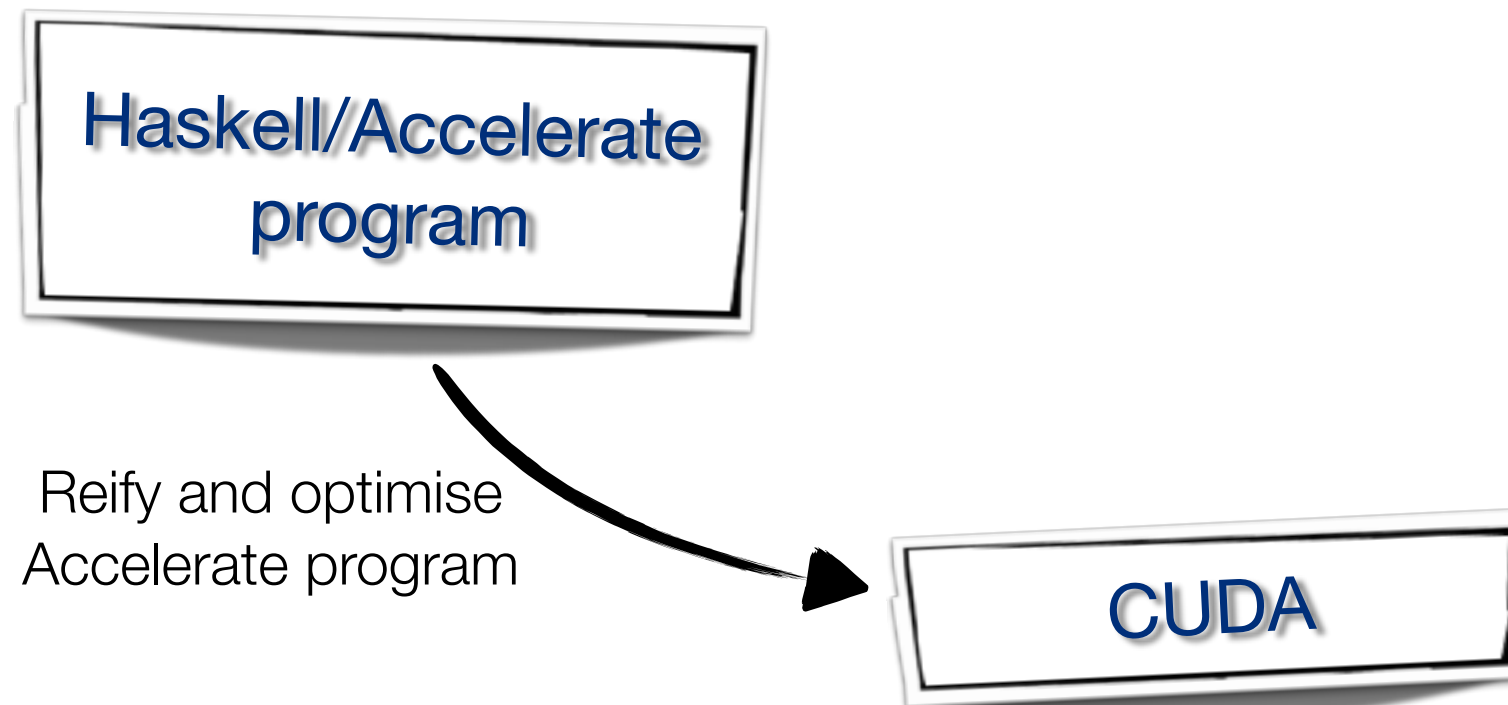 Haskell/Accelerate
program
Reify and optimise
Accelerate program
CUDA